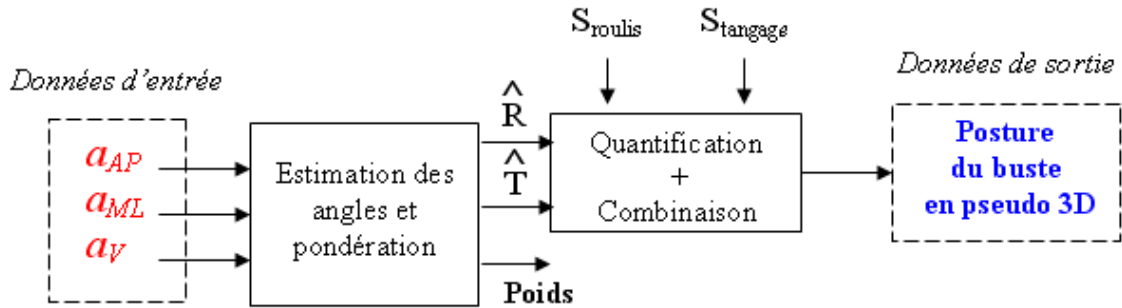 S_roulis S_tangage
Données d'entrée
Données de sortie
a_AP
a_ML
a_V
Estimation des
angles et
pondération
R̂
T̂
Poids
Quantification
+
Combinaison
Posture
du buste
en pseudo 3D